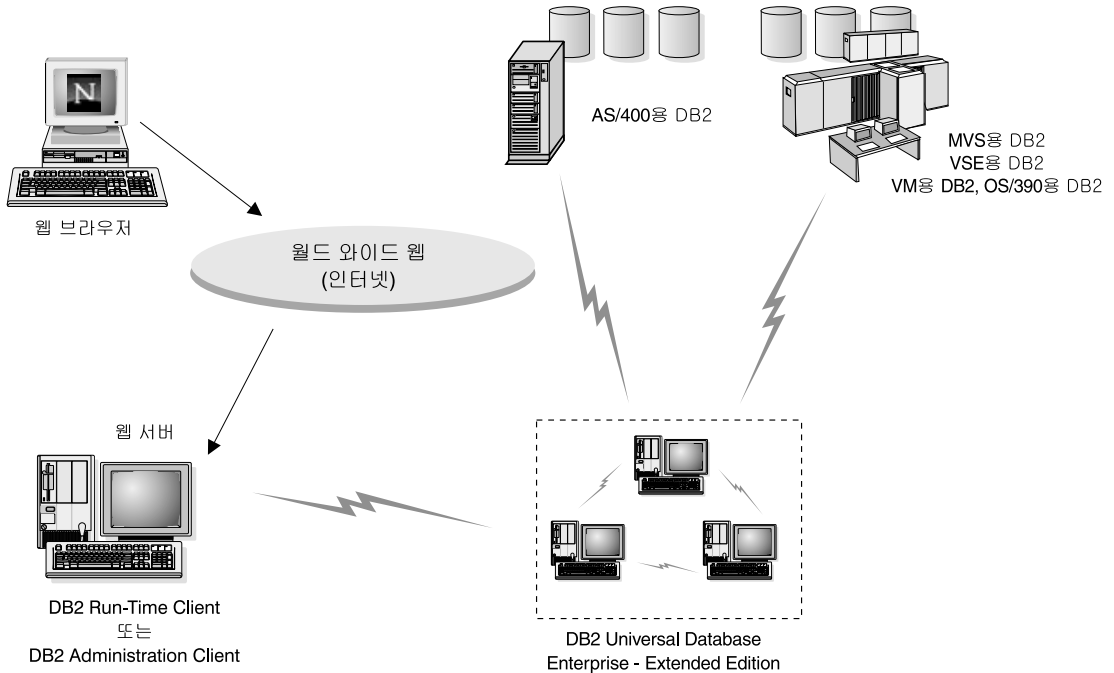 N
AS/400용 DB2
MVS용 DB2
VSE용 DB2
VM용 DB2, OS/390용 DB2
웹 브라우저
월드 와이드 웹
(인터넷)
웹 서버
DB2 Run-Time Client
또는
DB2 Administration Client
DB2 Universal Database
Enterprise - Extended Edition